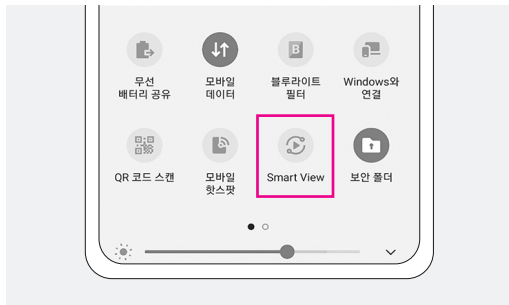 무선
배터리 공유
모바일
데이터
B
블루라이트
필터
Windows와
연결
QR 코드 스캔
모바일
핫스팟
Smart View
보안 폴더